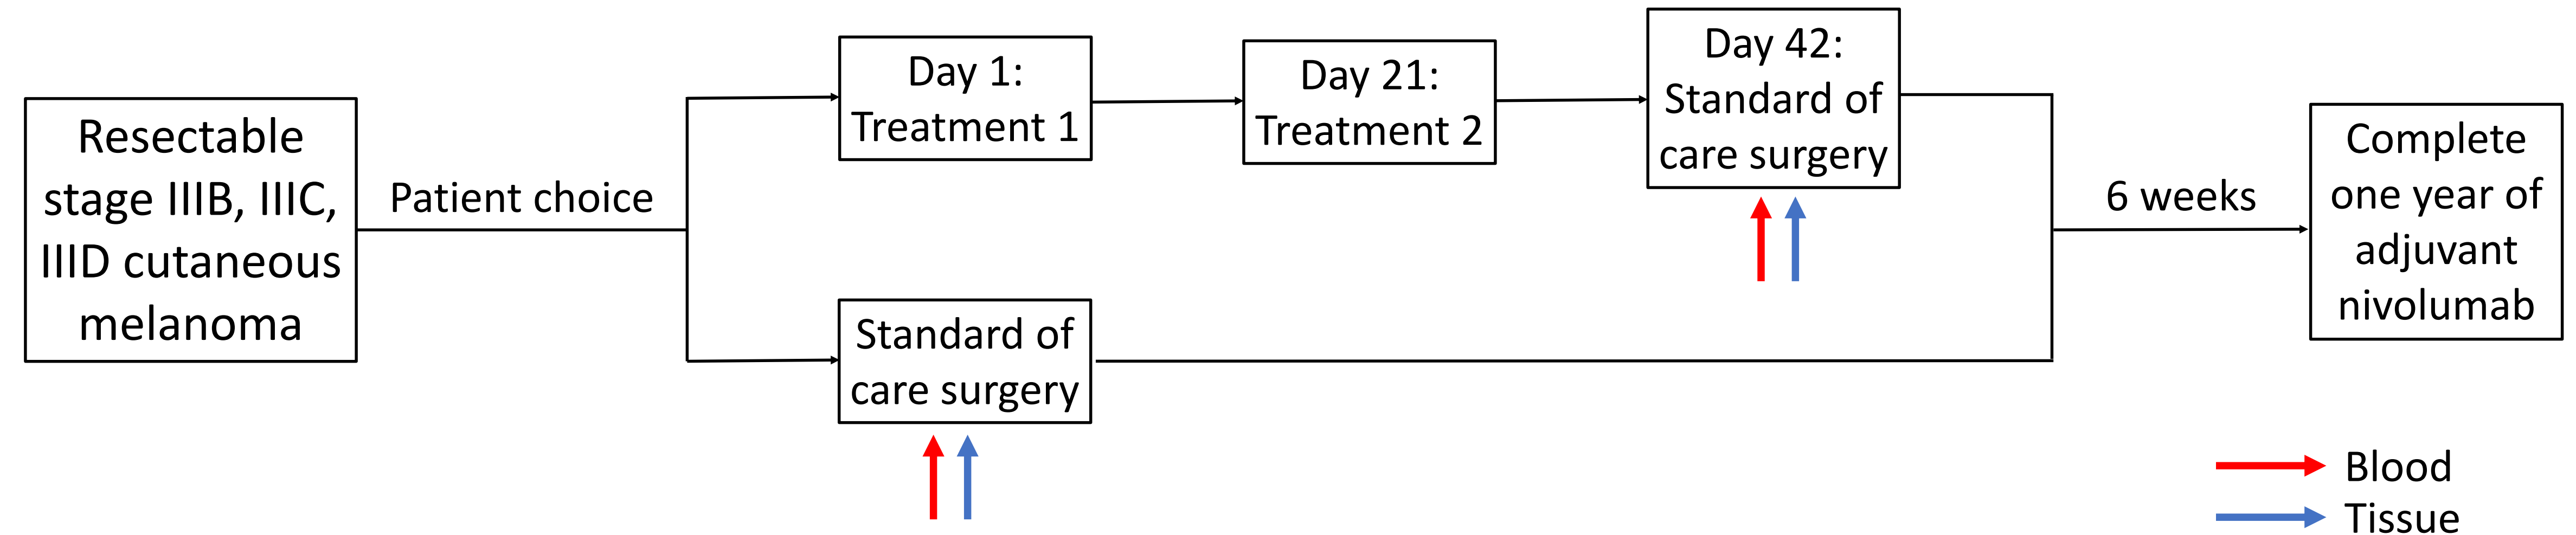 Resectable
stage IIIB, IIIC,
IIID cutaneous
melanoma
Patient choice
Day 1:
Treatment 1
Day 21:
Treatment 2
Day 42:
Standard of
care surgery
Standard of
care surgery
6 weeks
Complete
one year of
adjuvant
nivolumab
Blood
Tissue